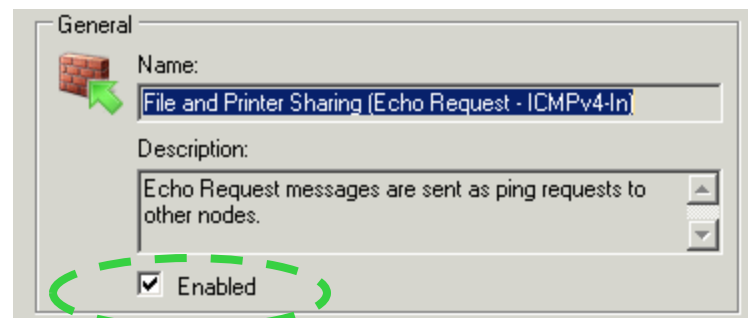 General
Name:
File and Printer Sharing (Echo Request - ICMPv4-In)
Description:
Echo Request messages are sent as ping requests to
other nodes.
Enabled